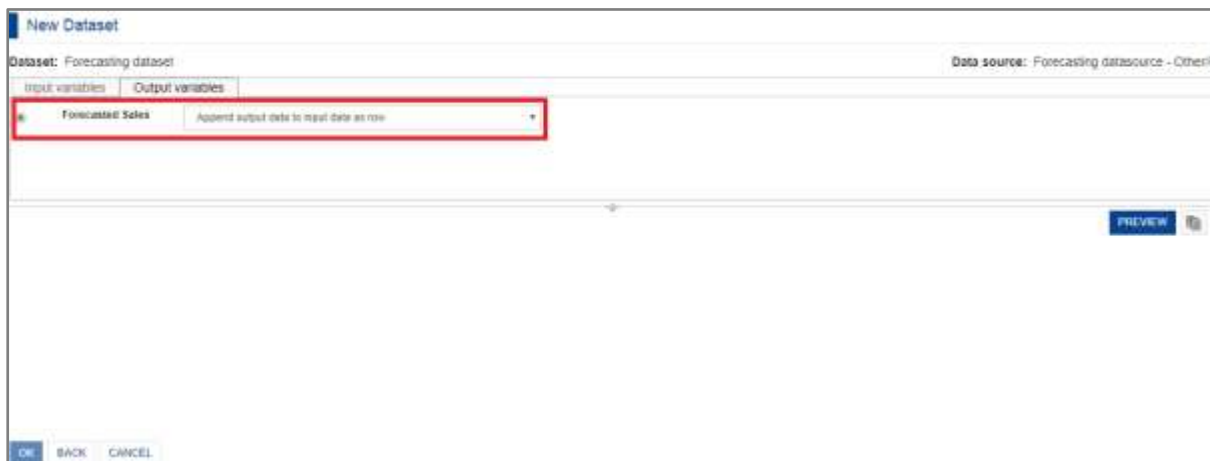 New Dataset
Dataset: Forecasting dataset
Data source: Forecasting datasource - Other
Input variables
Output variables
Forecasted Sales
Append output data to input data as row
PREVIEW
OK
BACK
CANCEL